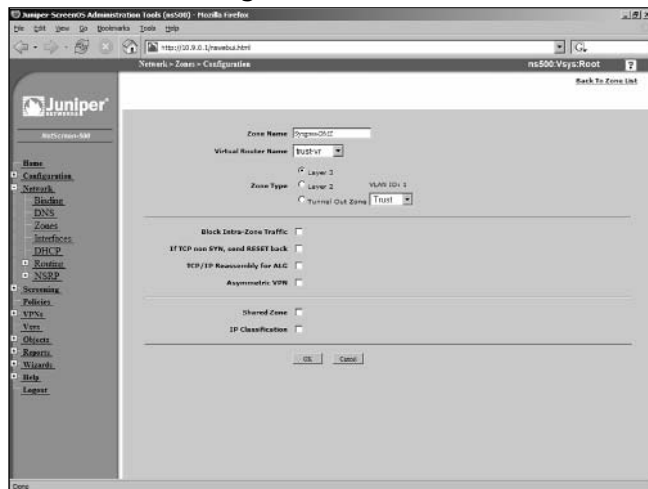 Juniper ScreenOS Administration Tools (ns500) - Mozilla Firefox
File Edit View Go Bookmarks Tools Help
http://10.9.0.1/nswebui.html
G
Network > Zones > Configuration
ns500:Vsys:Root
?
Back To Zone List
Juniper
NETWORKS
NetScreen-500
Home
Configuration
Network
Binding
DNS
Zones
Interfaces
DHCP
Routing
NSRP
Screening
Policies
VPNs
Vsys
Objects
Reports
Wizards
Help
Logout
Zone Name Syngress-DMZ
Virtual Router Name trust-vr
Zone Type
Layer 3
Layer 2 VLAN ID: 1
Tunnel Out Zone Trust
Block Intra-Zone Traffic
If TCP non SYN, send RESET back
TCP/IP Reassembly for ALG
Asymmetric VPN
Shared Zone
IP Classification
OK Cancel
Done